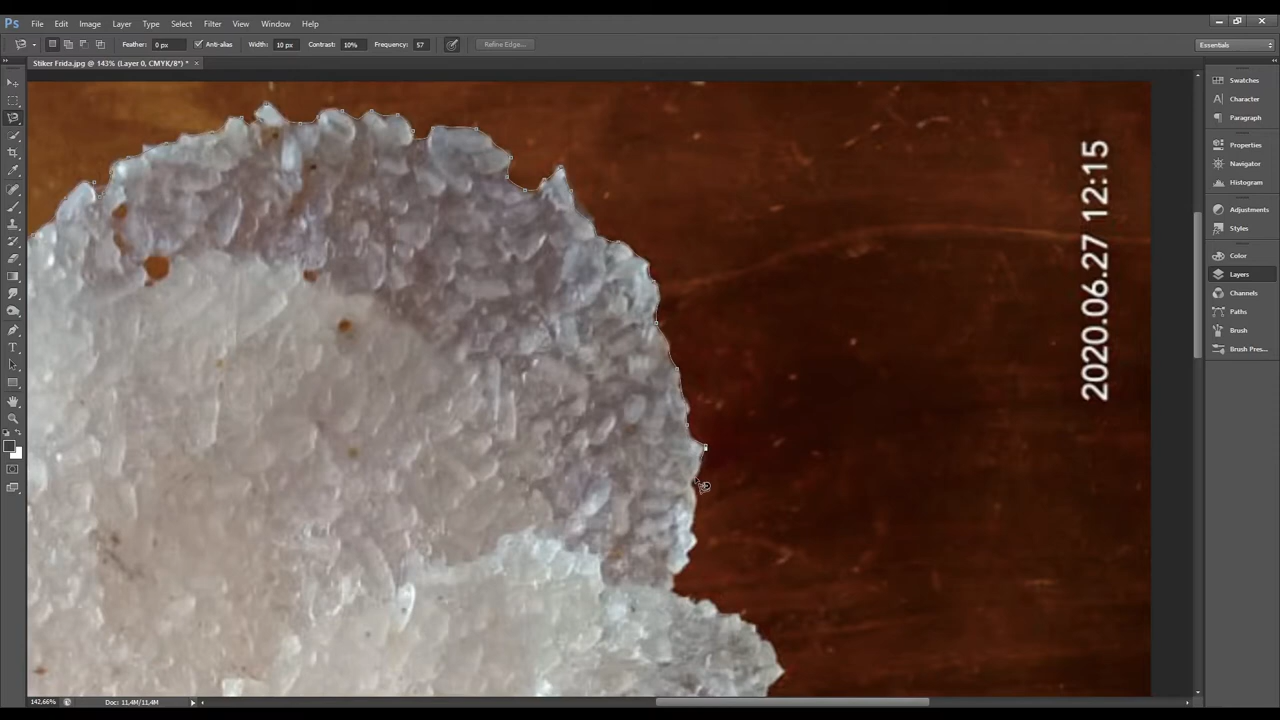 Ps File Edit Image Layer Type Select Filter View Window Help
Feather: 0 px Anti-alias Width: 10 px Contrast: 10% Frequency: 57 Refine Edge... Essentials
Stiker Frida.jpg @ 143% (Layer 0, CMYK/8*) * ×
Swatches
Character
Paragraph
Properties
Navigator
Histogram
Adjustments
Styles
Color
Layers
Channels
Paths
Brush
Brush Pres...
2020.06.27 12:15
142.66% Doc: 11.4M/11.4M